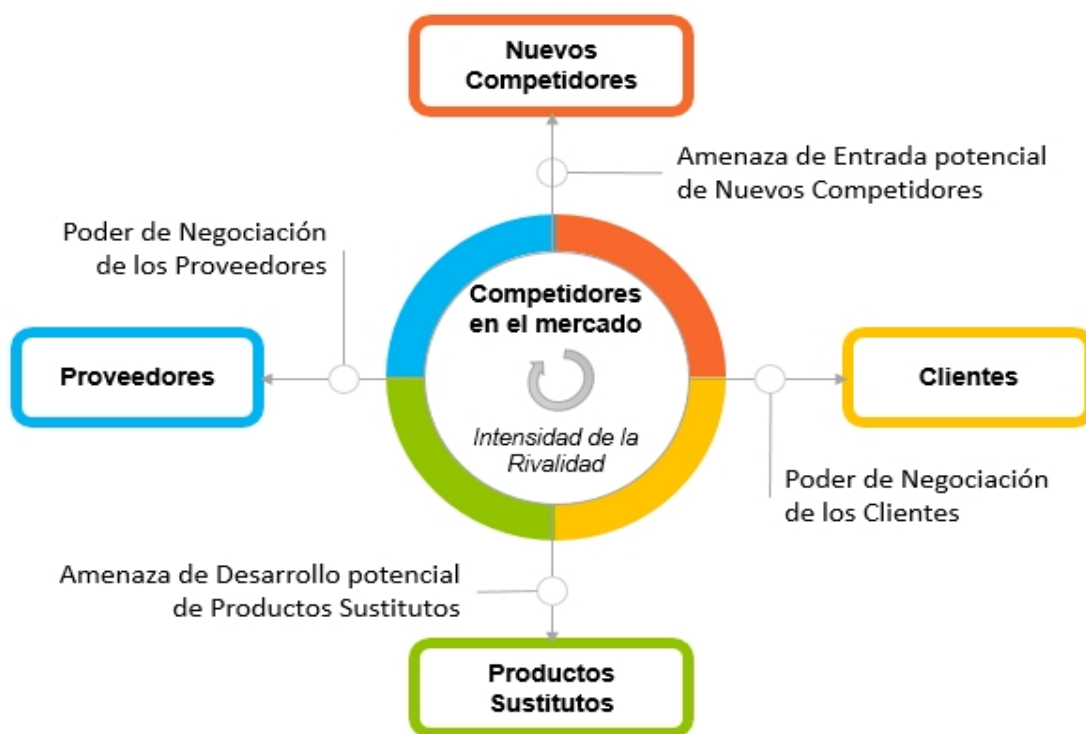 Nuevos
Competidores
Amenaza de Entrada potencial
de Nuevos Competidores
Poder de Negociación
de los Proveedores
Competidores
en el mercado
Proveedores
Clientes
Intensidad de la
Rivalidad
Poder de Negociación
de los Clientes
Amenaza de Desarrollo potencial
de Productos Sustitutos
Productos
Sustitutos